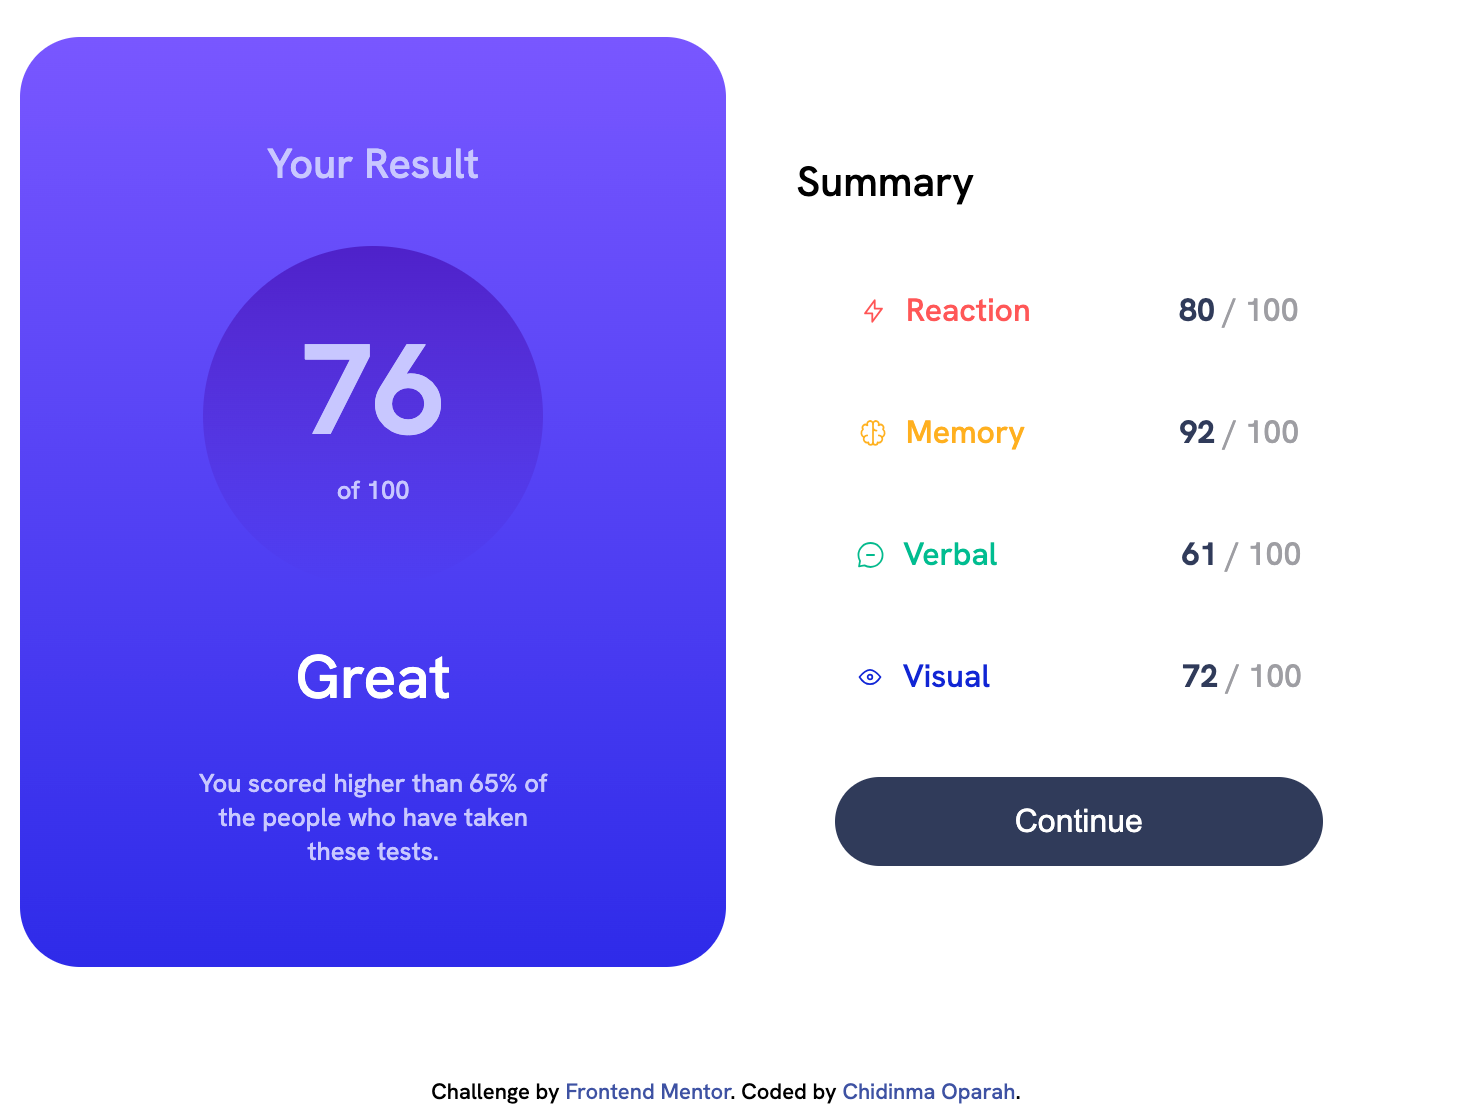 Your Result
76
of 100
Great
You scored higher than 65% of
the people who have taken
these tests.
Summary
Reaction 80 / 100
Memory 92 / 100
Verbal 61 / 100
Visual 72 / 100
Continue
Challenge by Frontend Mentor. Coded by Chidinma Oparah.